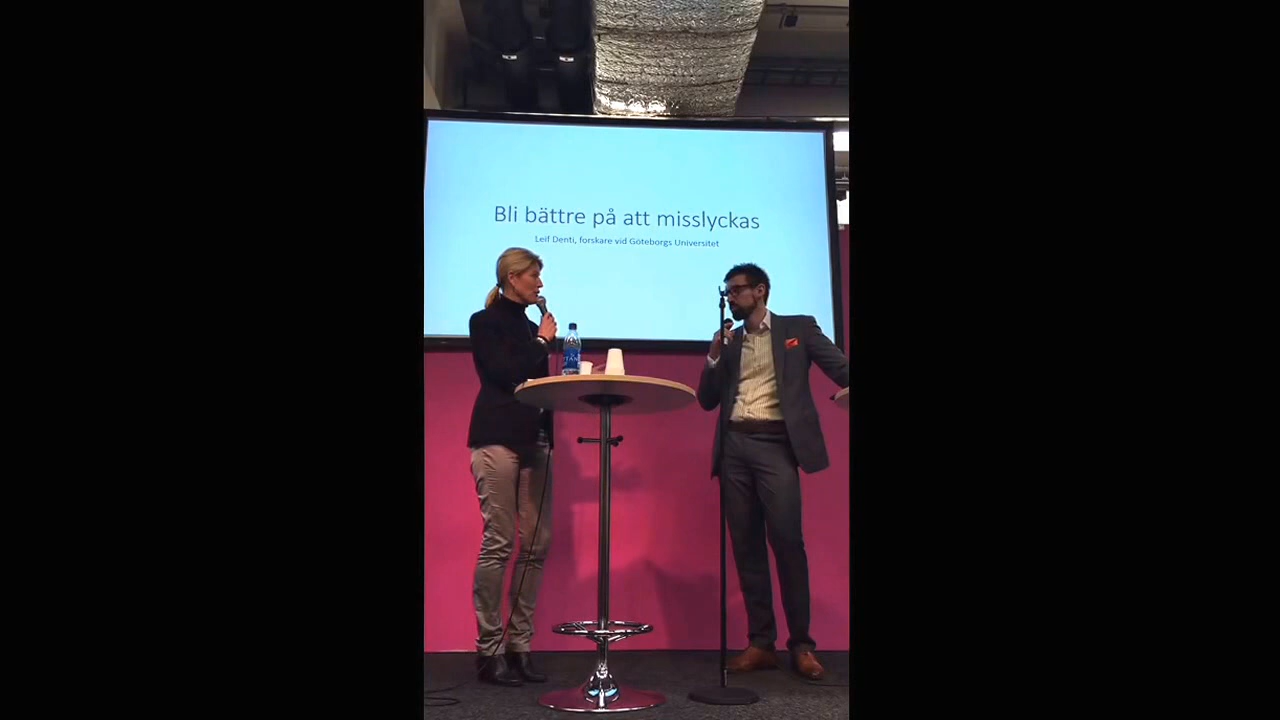 Bli bättre på att misslyckas
Leif Denti, forskare vid Göteborgs Universitet